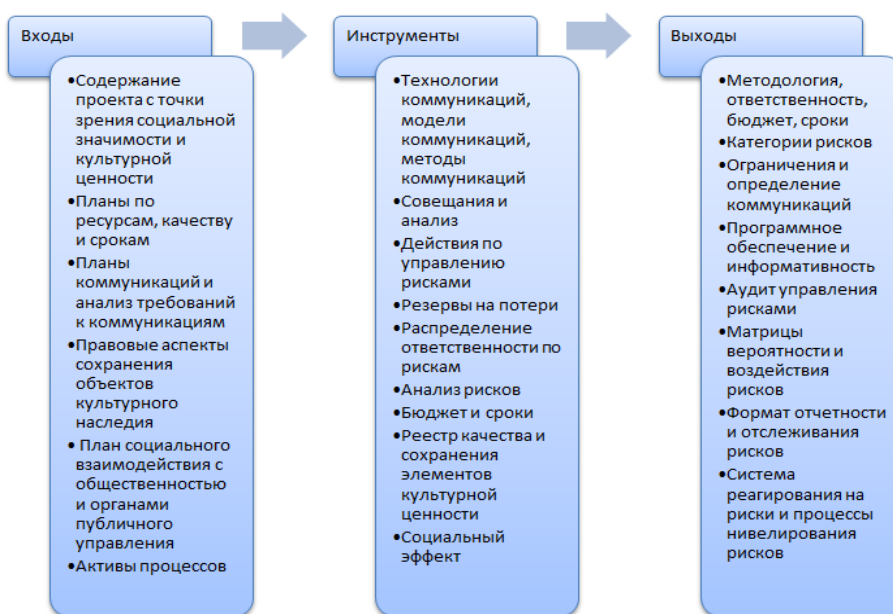 Входы
•Содержание
проекта с точки
зрения социальной
значимости и
культурной
ценности
•Планы по
ресурсам, качеству
и срокам
•Планы
коммуникаций и
анализ требований
к коммуникациям
•Правовые аспекты
сохранения
объектов
культурного
наследия
• План социального
взаимодействия с
общественностью
и органами
публичного
управления
•Активы процессов
Инструменты
•Технологии
коммуникаций,
модели
коммуникаций,
методы
коммуникаций
•Совещания и
анализ
•Действия по
управлению
рисками
•Резервы на потери
•Распределение
ответственности по
рискам
•Анализ рисков
•Бюджет и сроки
•Реестр качества и
сохранения
элементов
культурной
ценности
•Социальный
эффект
Выходы
•Методология,
ответственность,
бюджет, сроки
•Категории рисков
•Ограничения и
определение
коммуникаций
•Программное
обеспечение и
информативность
•Аудит управления
рисками
•Матрицы
вероятности и
воздействия
рисков
•Формат отчетности
и отслеживания
рисков
•Система
реагирования на
риски и процессы
нивелирования
рисков